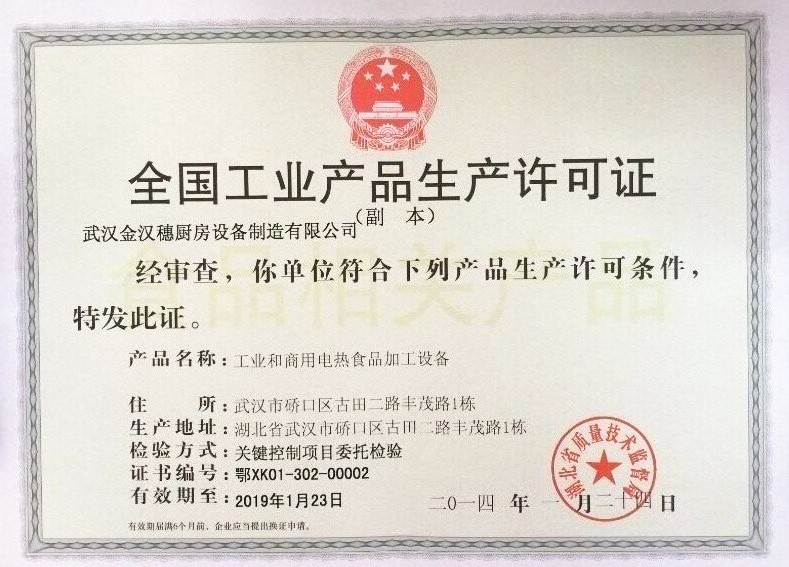 全国工业产品生产许可证
（副 本）
武汉金汉穗厨房设备制造有限公司
食品相关产品
经审查，你单位符合下列产品生产许可条件，
特发此证。
产品名称：工业和商用电热食品加工设备
住 所：武汉市硚口区古田二路丰茂路1栋
生产地址：湖北省武汉市硚口区古田二路丰茂路1栋
检验方式：关键控制项目委托检验
证书编号：鄂XK01-302-00002
有效期至：2019年1月23日
二〇一四 年 一 月二十四日
湖北省质量技术监督局
有效期届满6个月前、企业应当提出换证申请。